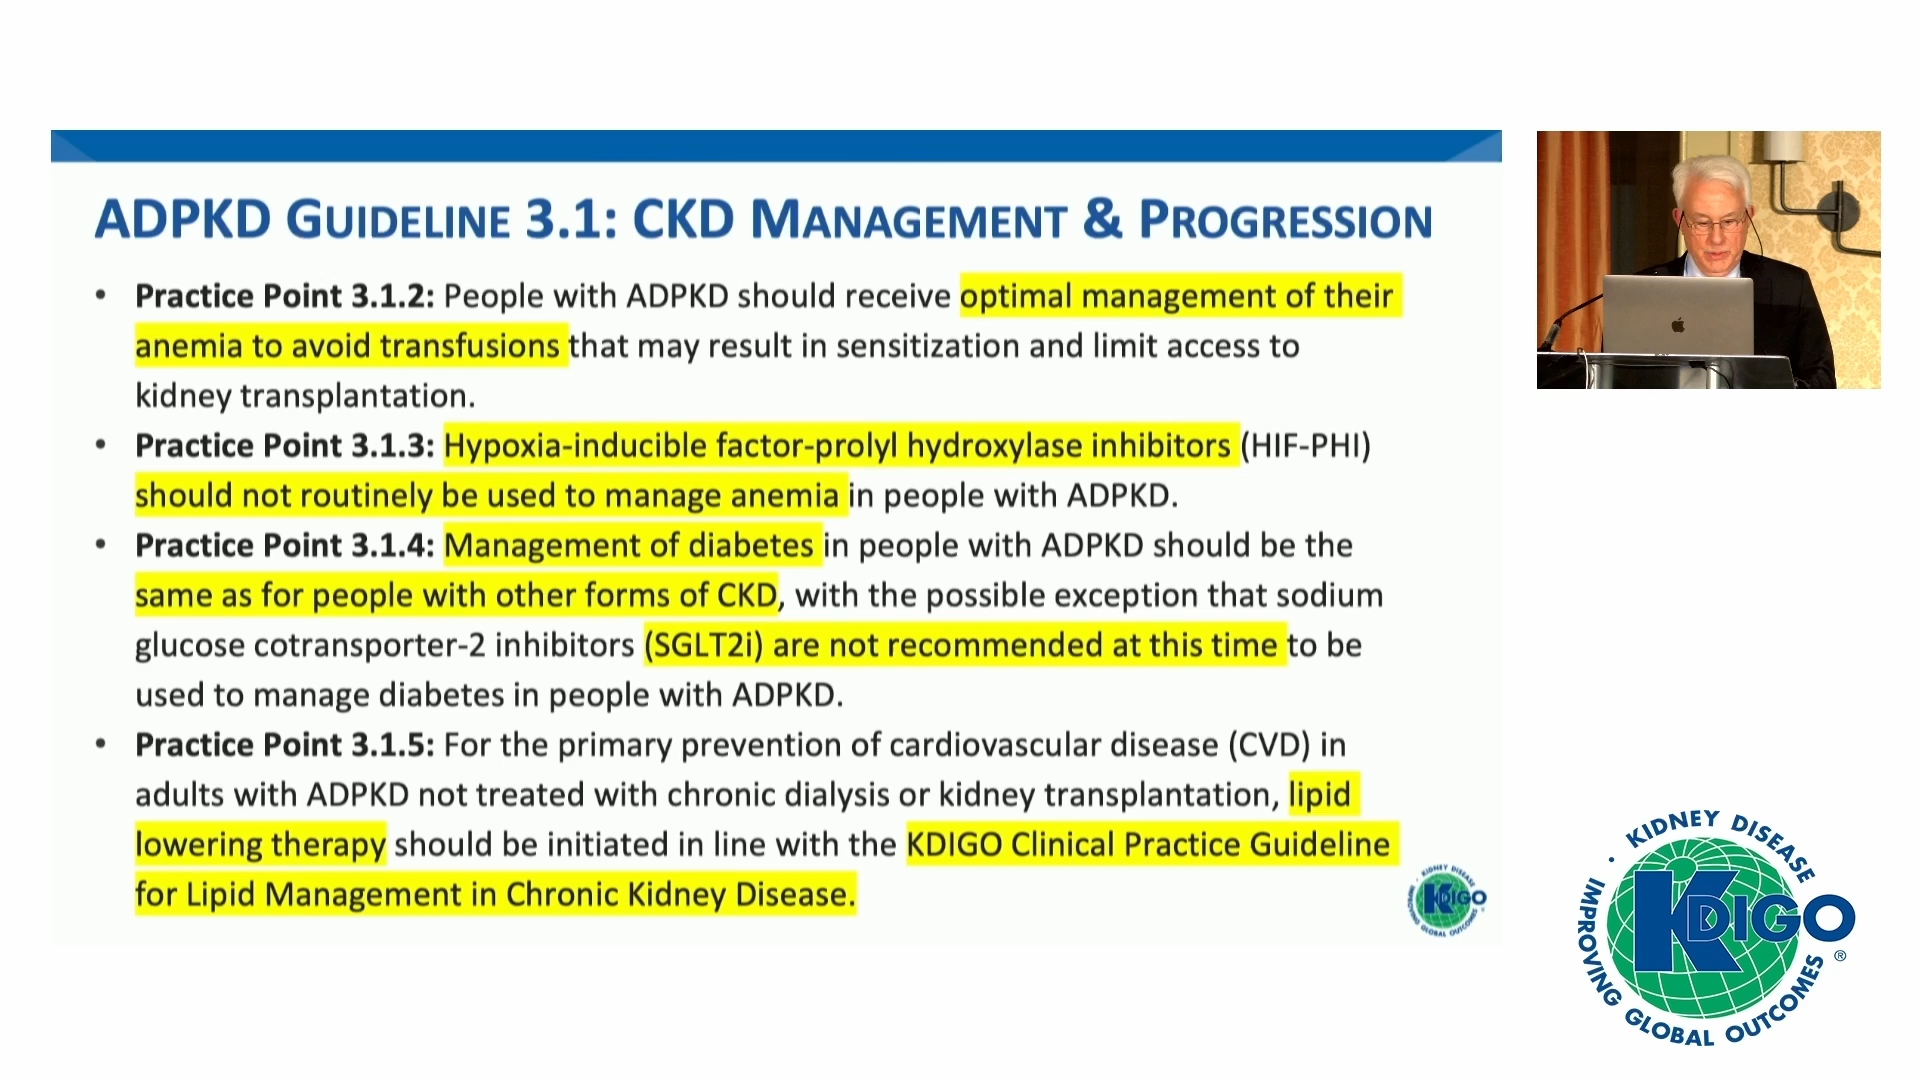 ADPKD GUIDELINE 3.1: CKD MANAGEMENT & PROGRESSION
• Practice Point 3.1.2: People with ADPKD should receive optimal management of their
anemia to avoid transfusions that may result in sensitization and limit access to
kidney transplantation.
• Practice Point 3.1.3: Hypoxia-inducible factor-prolyl hydroxylase inhibitors (HIF-PHI)
should not routinely be used to manage anemia in people with ADPKD.
• Practice Point 3.1.4: Management of diabetes in people with ADPKD should be the
same as for people with other forms of CKD, with the possible exception that sodium
glucose cotransporter-2 inhibitors (SGLT2i) are not recommended at this time to be
used to manage diabetes in people with ADPKD.
• Practice Point 3.1.5: For the primary prevention of cardiovascular disease (CVD) in
adults with ADPKD not treated with chronic dialysis or kidney transplantation, lipid
lowering therapy should be initiated in line with the KDIGO Clinical Practice Guideline
for Lipid Management in Chronic Kidney Disease.
KIDNEY DISEASE
KDIGO
IMPROVING GLOBAL OUTCOMES
KIDNEY DISEASE
KDIGO®
IMPROVING GLOBAL OUTCOMES